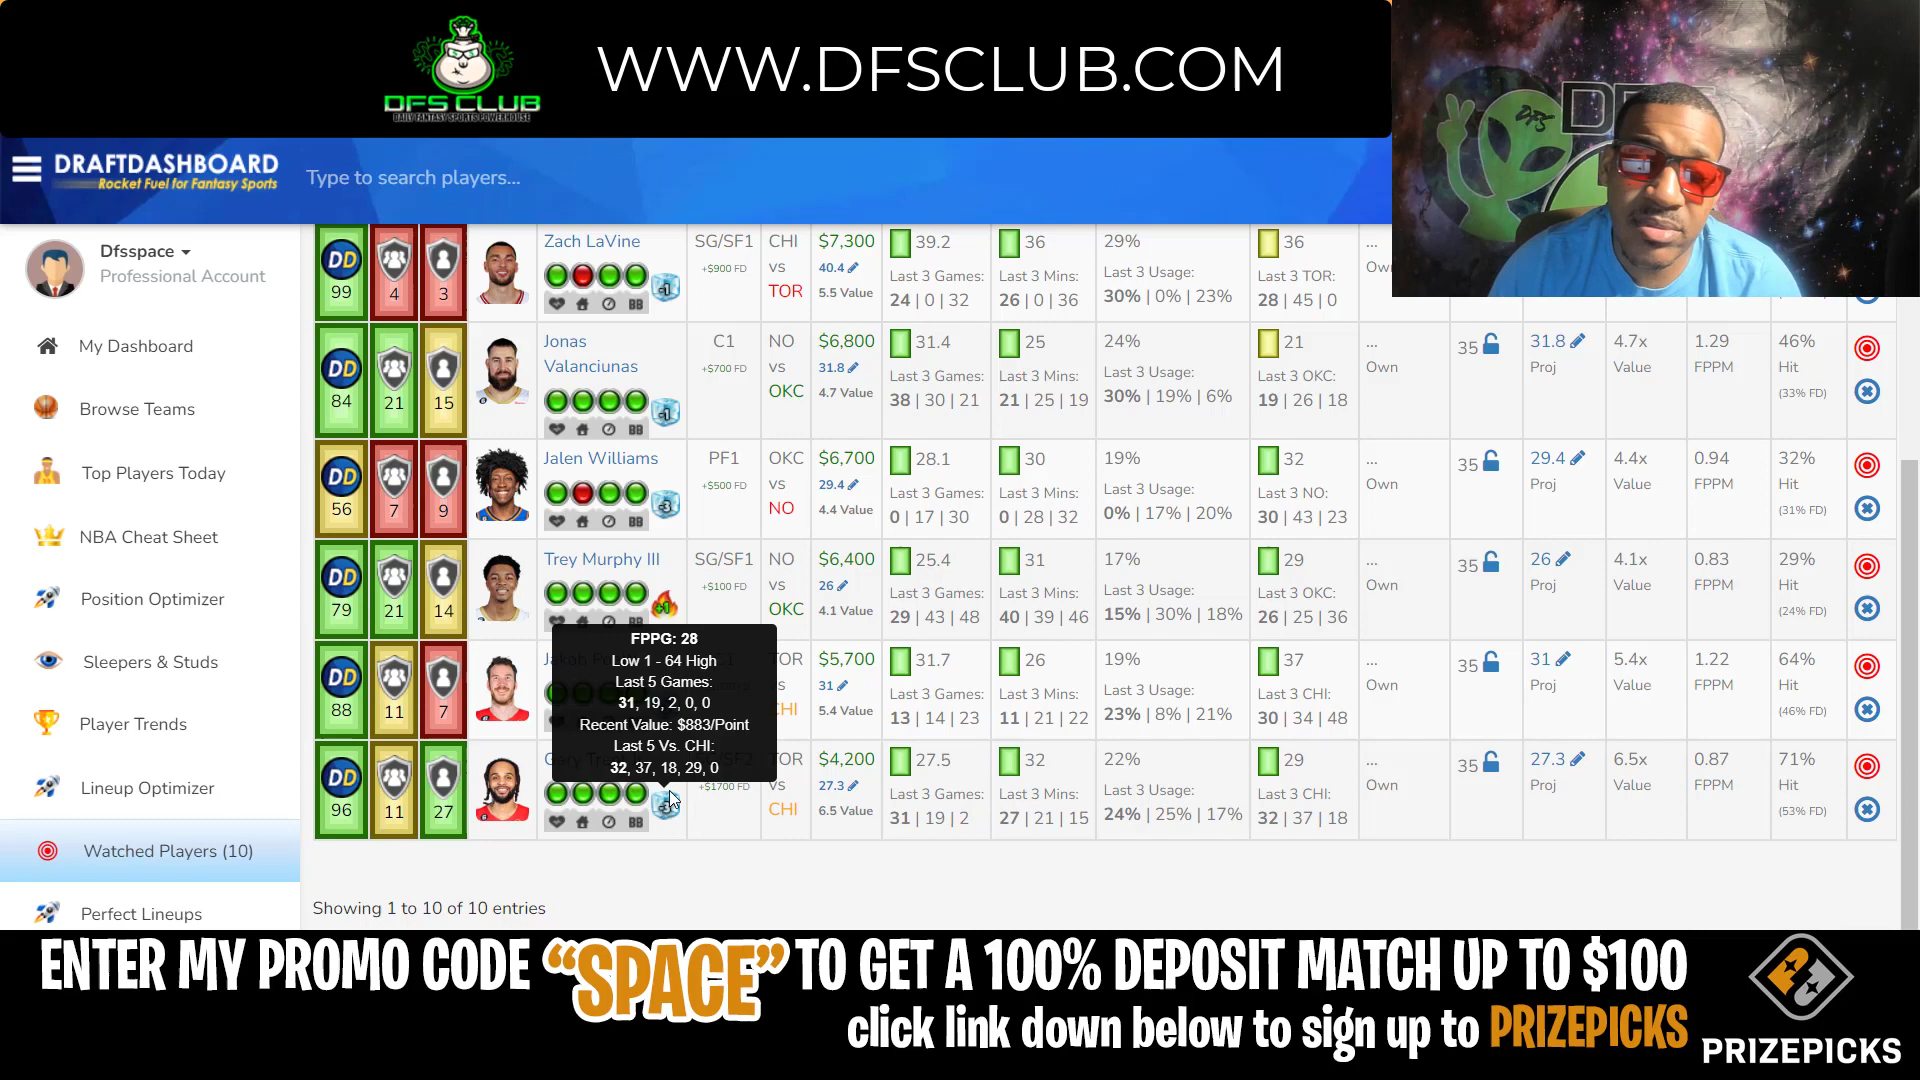 DFS CLUB
DAILY FANTASY SPORTS POWERHOUSE
WWW.DFSCLUB.COM
DRAFTDASHBOARD
Rocket Fuel for Fantasy Sports
Type to search players...
Dfsspace
Professional Account
My Dashboard
Browse Teams
Top Players Today
NBA Cheat Sheet
Position Optimizer
Sleepers & Studs
Player Trends
Lineup Optimizer
Watched Players (10)
Perfect Lineups
DD 99 4 3
Zach LaVine
-1
BB
SG/SF1
+$900 FD
CHI
vs
TOR
$7,300
40.4
5.5 Value
39.2
Last 3 Games:
24 | 0 | 32
36
Last 3 Mins:
26 | 0 | 36
29%
Last 3 Usage:
30% | 0% | 23%
36
Last 3 TOR:
28 | 45 | 0
...
DD 84 21 15
Jonas
Valanciunas
-1
BB
C1
+$700 FD
NO
vs
OKC
$6,800
31.8
4.7 Value
31.4
Last 3 Games:
38 | 30 | 21
25
Last 3 Mins:
21 | 25 | 19
24%
Last 3 Usage:
30% | 19% | 6%
21
Last 3 OKC:
19 | 26 | 18
...
Own
35
31.8
Proj
4.7x
Value
1.29
FPPM
46%
Hit
(33% FD)
DD 56 7 9
Jalen Williams
-3
BB
PF1
+$500 FD
OKC
vs
NO
$6,700
29.4
4.4 Value
28.1
Last 3 Games:
0 | 17 | 30
30
Last 3 Mins:
0 | 28 | 32
19%
Last 3 Usage:
0% | 17% | 20%
32
Last 3 NO:
30 | 43 | 23
...
Own
35
29.4
Proj
4.4x
Value
0.94
FPPM
32%
Hit
(31% FD)
DD 79 21 14
Trey Murphy III
+1
BB
SG/SF1
+$100 FD
NO
vs
OKC
$6,400
26
4.1 Value
25.4
Last 3 Games:
29 | 43 | 48
31
Last 3 Mins:
40 | 39 | 46
17%
Last 3 Usage:
15% | 30% | 18%
29
Last 3 OKC:
26 | 25 | 36
...
Own
35
26
Proj
4.1x
Value
0.83
FPPM
29%
Hit
(24% FD)
FPPG: 28
Low 1 - 64 High
Last 5 Games:
31, 19, 2, 0, 0
Recent Value: $883/Point
Last 5 Vs. CHI:
32, 37, 18, 29, 0
DD 88 11 7
TOR
vs
CHI
$5,700
31
5.4 Value
31.7
Last 3 Games:
13 | 14 | 23
26
Last 3 Mins:
11 | 21 | 22
19%
Last 3 Usage:
23% | 8% | 21%
37
Last 3 CHI:
30 | 34 | 48
...
Own
35
31
Proj
5.4x
Value
1.22
FPPM
64%
Hit
(46% FD)
DD 96 11 27
BB
+$1700 FD
TOR
vs
CHI
$4,200
27.3
6.5 Value
27.5
Last 3 Games:
31 | 19 | 2
32
Last 3 Mins:
27 | 21 | 15
22%
Last 3 Usage:
24% | 25% | 17%
29
Last 3 CHI:
32 | 37 | 18
...
Own
35
27.3
Proj
6.5x
Value
0.87
FPPM
71%
Hit
(53% FD)
Showing 1 to 10 of 10 entries
ENTER MY PROMO CODE “SPACE” TO GET A 100% DEPOSIT MATCH UP TO $100
click link down below to sign up to PRIZEPICKS
PRIZEPICKS